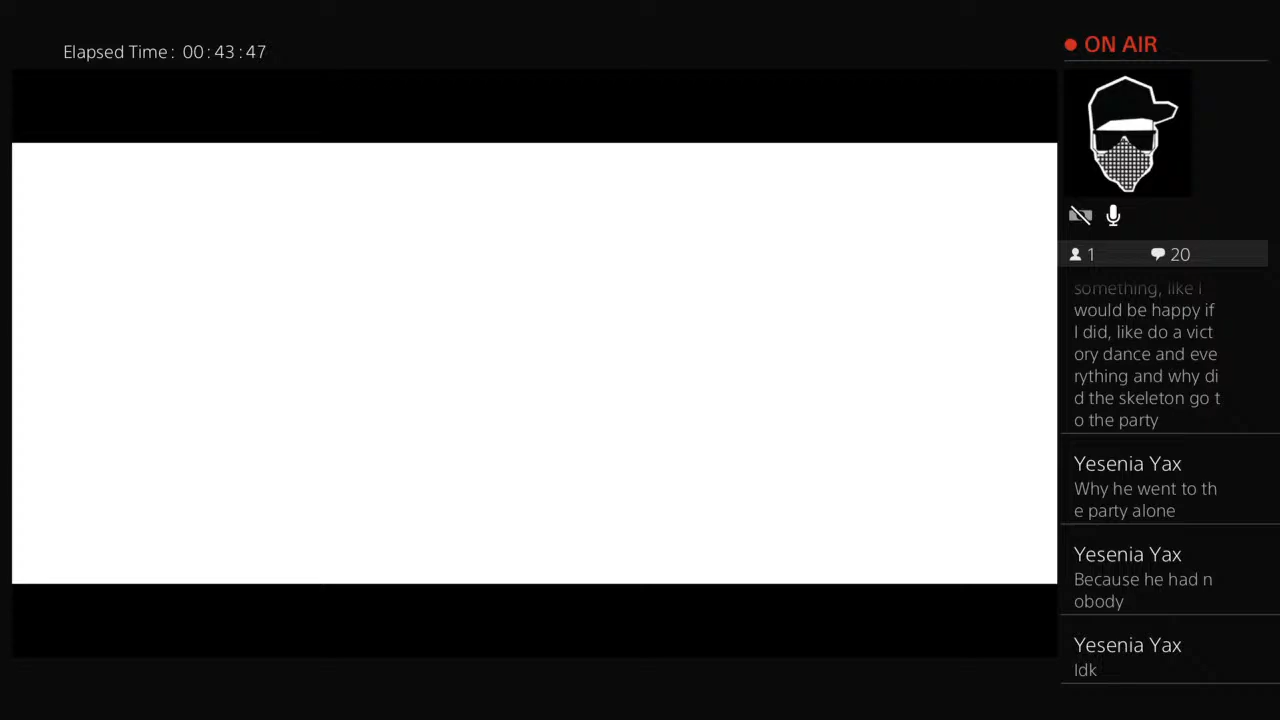 Elapsed Time: 00:43:47
ON AIR
1 20
something, like I
would be happy if
I did, like do a vict
ory dance and eve
rything and why di
d the skeleton go t
o the party
Yesenia Yax
Why he went to th
e party alone
Yesenia Yax
Because he had n
obody
Yesenia Yax
Idk